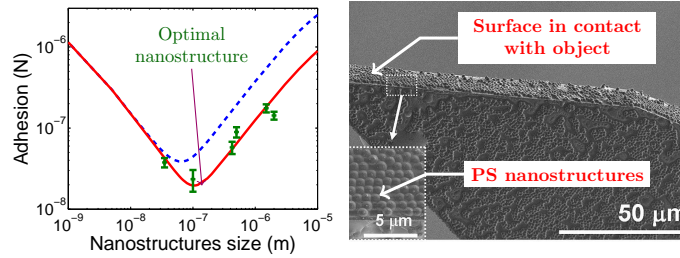 Adhesion (N)
10⁻⁶
10⁻⁷
10⁻⁸
Optimal
nanostructure
10⁻⁹ 10⁻⁸ 10⁻⁷ 10⁻⁶ 10⁻⁵
Nanostructures size (m)
Surface in contact
with object
PS nanostructures
5 μm
50 μm